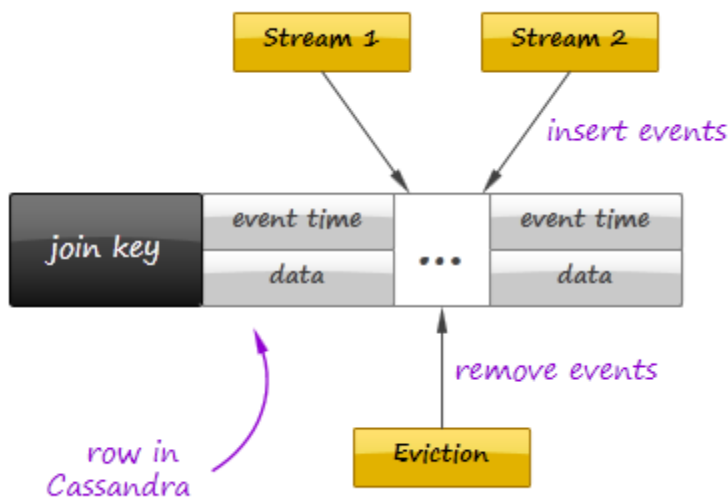 Stream 1
Stream 2
insert events
join key
event time
data
...
event time
data
remove events
row in
Cassandra
Eviction